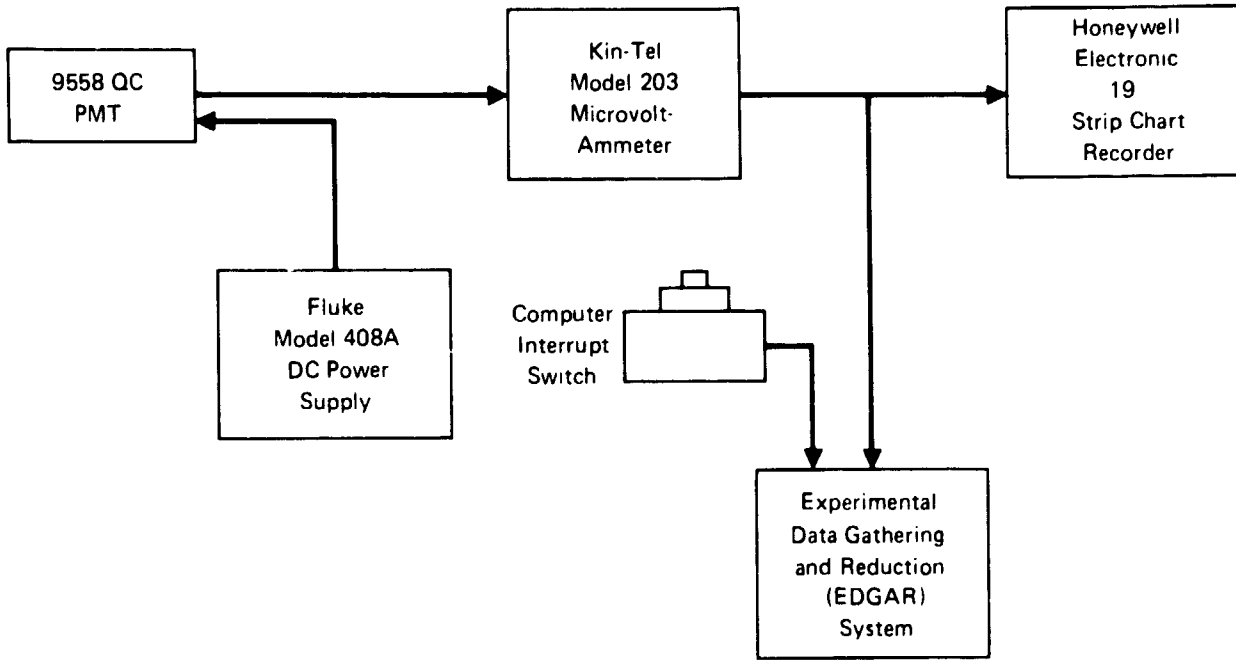 9558 QC
PMT
Kin-Tel
Model 203
Microvolt-
Ammeter
Honeywell
Electronic
19
Strip Chart
Recorder
Fluke
Model 408A
DC Power
Supply
Computer
Interrupt
Switch
Experimental
Data Gathering
and Reduction
(EDGAR)
System